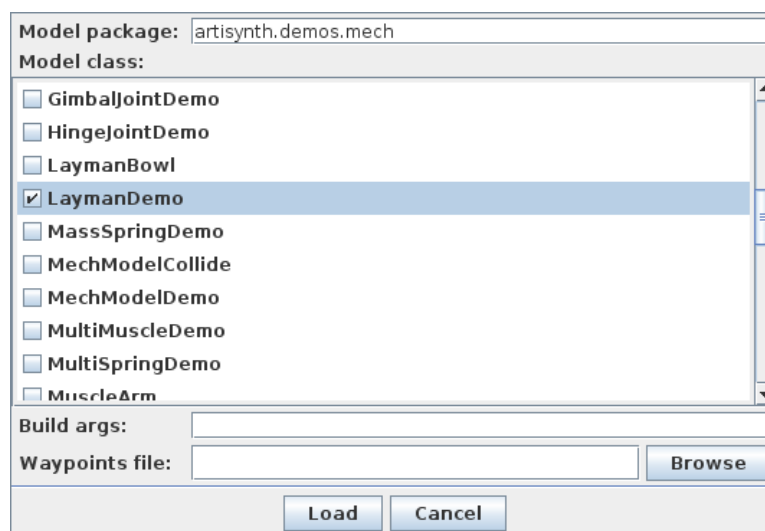 Model package: artisynth.demos.mech
Model class:
GimbalJointDemo
HingeJointDemo
LaymanBowl
LaymanDemo
MassSpringDemo
MechModelCollide
MechModelDemo
MultiMuscleDemo
MultiSpringDemo
MuscleArm
Build args:
Waypoints file: Browse
Load Cancel